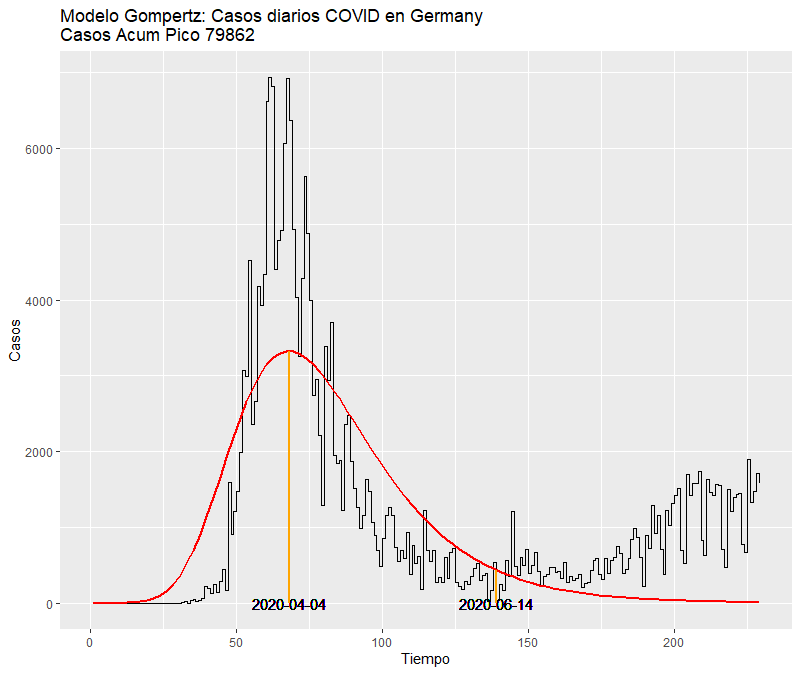 Modelo Gompertz: Casos diarios COVID en Germany
Casos Acum Pico 79862
6000
4000
2000
0
Casos
2020-04-04
2020-06-14
0
50
100
150
200
Tiempo